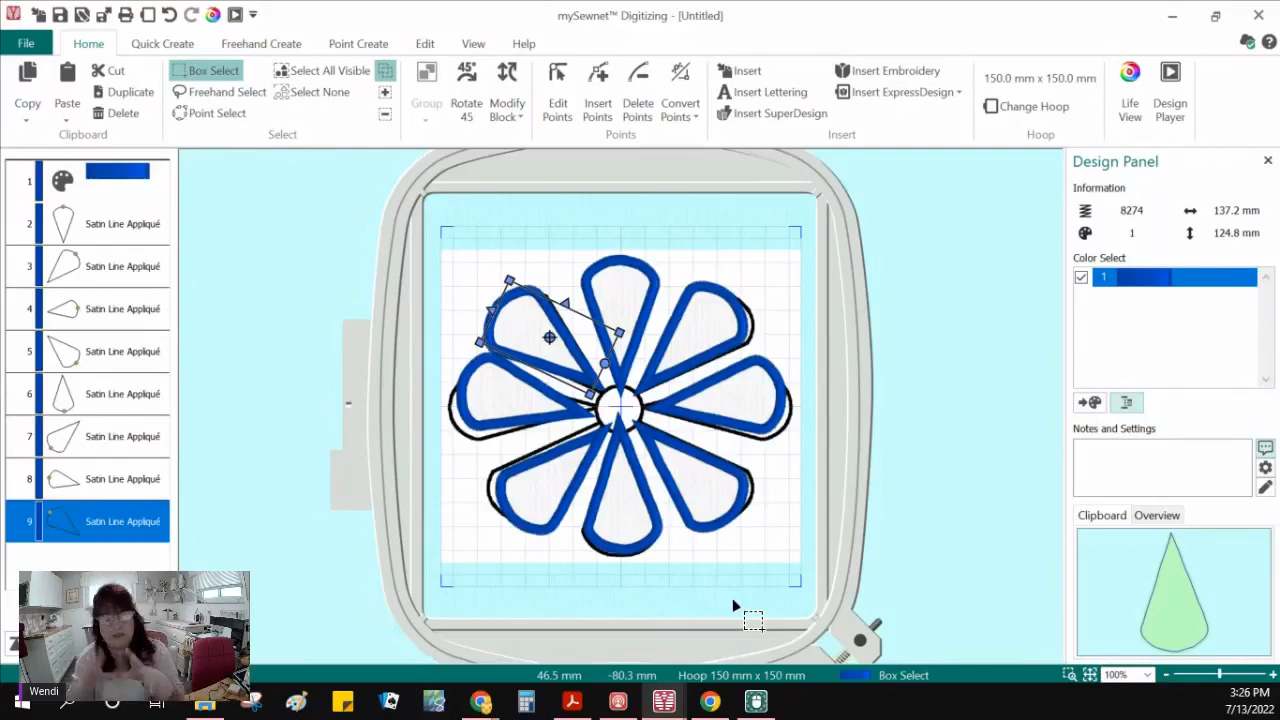 mySewnet™ Digitizing - [Untitled]
File Home Quick Create Freehand Create Point Create Edit View Help
Copy Paste Cut Duplicate Delete Clipboard
Box Select Freehand Select Point Select Select All Visible Select None Select
Group Rotate 45 Modify Block
45°
Edit Points Insert Points Delete Points Convert Points Points
Insert Insert Lettering Insert SuperDesign Insert Embroidery Insert ExpressDesign Insert
150.0 mm x 150.0 mm Change Hoop Hoop
Life View Design Player
1
2 Satin Line Appliqué
3 Satin Line Appliqué
4 Satin Line Appliqué
5 Satin Line Appliqué
6 Satin Line Appliqué
7 Satin Line Appliqué
8 Satin Line Appliqué
9 Satin Line Appliqué
Wendi
Design Panel
Information
8274 137.2 mm
1 124.8 mm
Color Select
1
Notes and Settings
Clipboard Overview
46.5 mm -80.3 mm Hoop 150 mm x 150 mm Box Select 100%
3:26 PM
7/13/2022